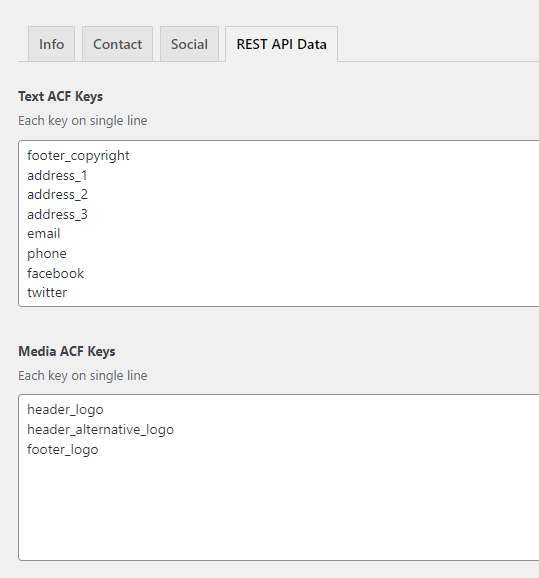 Info
Contact
Social
REST API Data
Text ACF Keys
Each key on single line
footer_copyright
address_1
address_2
address_3
email
phone
facebook
twitter
Media ACF Keys
Each key on single line
header_logo
header_alternative_logo
footer_logo